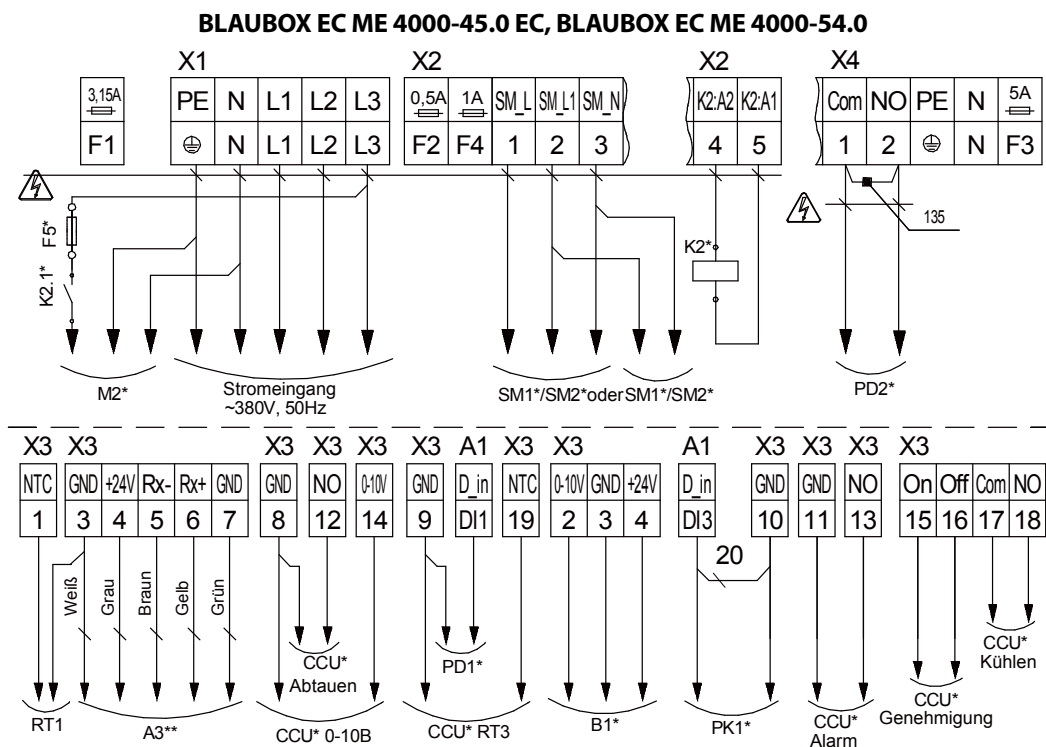 BLAUBOX EC ME 4000-45.0 EC, BLAUBOX EC ME 4000-54.0
X1 X2 X2 X4
3,15A PE N L1 L2 L3 0,5A 1A SM_L SM_L1 SM_N K2:A2 K2:A1 Com NO PE N 5A
F1 N L1 L2 L3 F2 F4 1 2 3 4 5 1 2 N F3
135
F5*
K2.1*
K2*
M2* Stromeingang SM1*/SM2*oderSM1*/SM2* PD2*
~380V, 50Hz
X3 X3 X3 X3 X3 X3 A1 X3 X3 A1 X3 X3 X3 X3
NTC GND +24V Rx- Rx+ GND GND NO 0-10V GND D_in NTC 0-10V GND +24V D_in GND GND NO On Off Com NO
1 3 4 5 6 7 8 12 14 9 DI1 19 2 3 4 DI3 10 11 13 15 16 17 18
20
Weiß Grau Braun Gelb Grün
CCU* PD1* CCU*
Abtauen Kühlen
RT1 A3** CCU* 0-10B CCU* RT3 B1* PK1* CCU* CCU*
Alarm Genehmigung